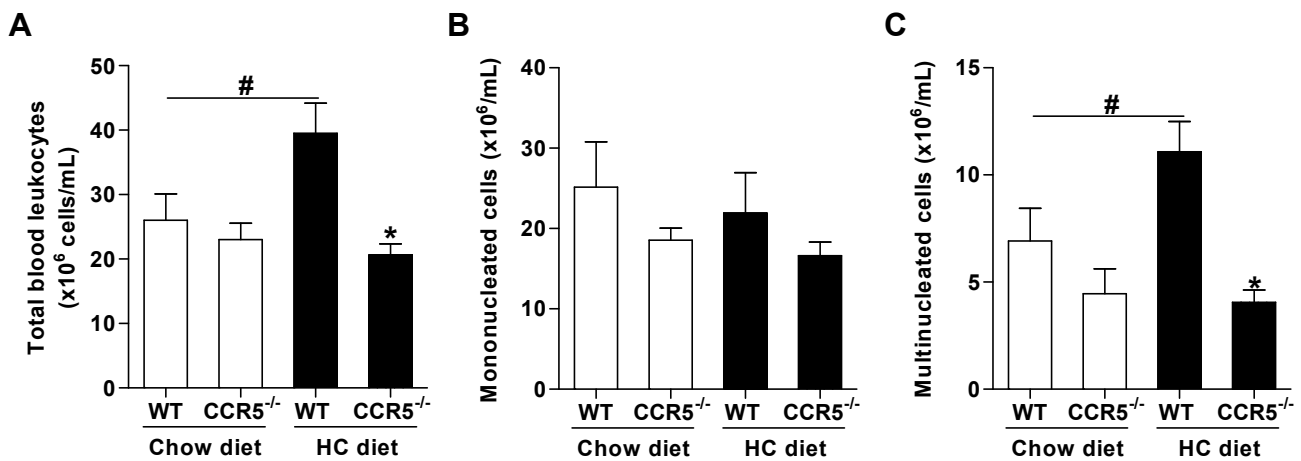 A
Total blood leukocytes
(x10⁶ cells/mL)
50
40
30
20
10
0
#
*
WT CCR5⁻/⁻ WT CCR5⁻/⁻
Chow diet HC diet
B
Mononucleated cells (x10⁶/mL)
40
30
20
10
0
WT CCR5⁻/⁻ WT CCR5⁻/⁻
Chow diet HC diet
C
Multinucleated cells (x10⁶/mL)
15
10
5
0
#
*
WT CCR5⁻/⁻ WT CCR5⁻/⁻
Chow diet HC diet